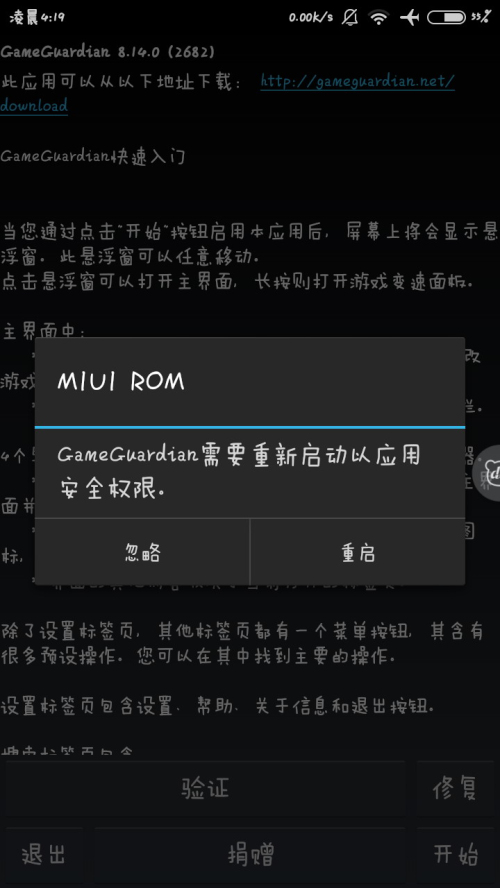 凌晨4:19 0.00K/s 55%
GameGuardian 8.14.0 (2682)
此应用可以从以下地址下载: http://gameguardian.net/
download
GameGuardian快速入门
当您通过点击"开始"按钮启用本应用后, 屏幕上将会显示悬
浮窗. 此悬浮窗可以任意移动.
点击悬浮窗可以打开主界面, 长按则打开游戏变速面板.
主界面中:
改
游戏
MIUI ROM
4个
器.
GameGuardian需要重新启动以应用
安全权限.
面并
界
标,
图
忽略 重启
除了设置标签页, 其他标签页都有一个菜单按钮, 其含有
很多预设操作. 您可以在其中找到主要的操作.
设置标签页包含设置, 帮助, 关于信息和退出按钮.
验证 修复
退出 捐赠 开始